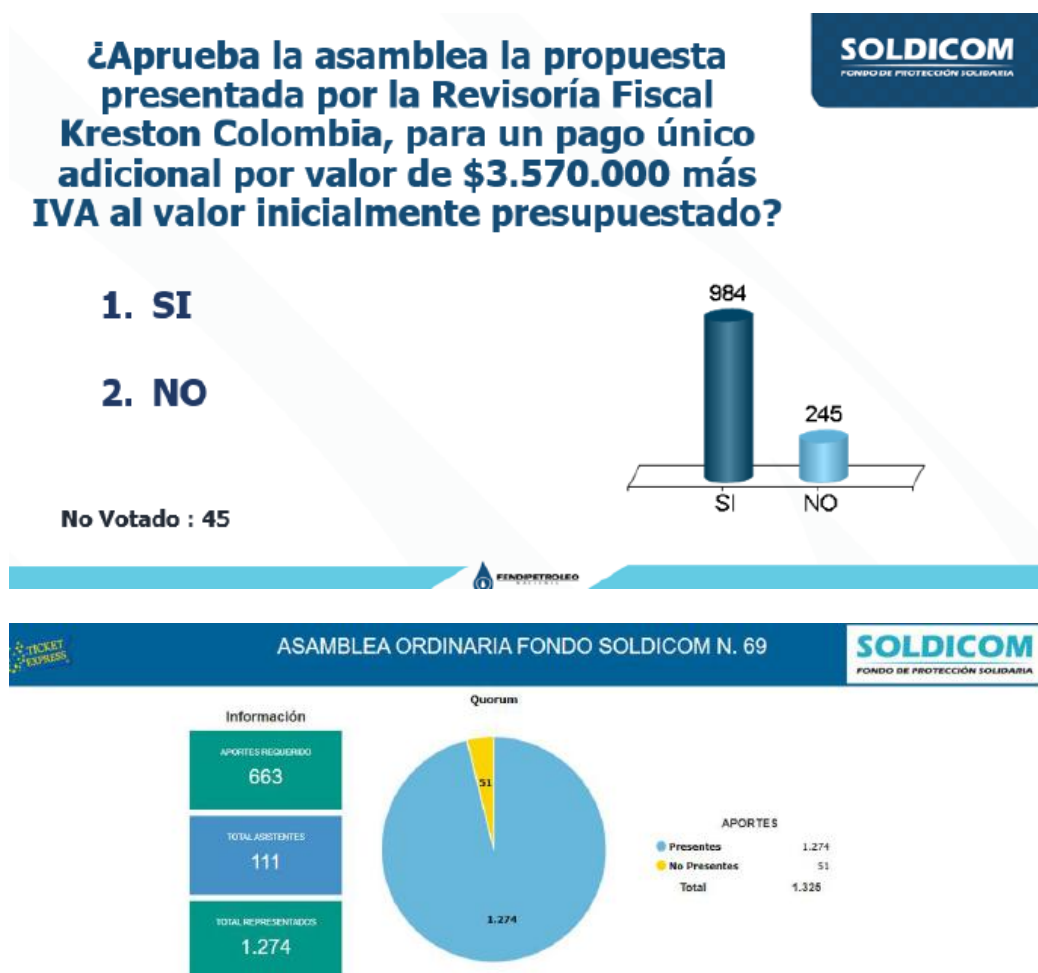 ¿Aprueba la asamblea la propuesta
presentada por la Revisoría Fiscal
Kreston Colombia, para un pago único
adicional por valor de $3.570.000 más
IVA al valor inicialmente presupuestado?
SOLDICOM
FONDO DE PROTECCIÓN SOLIDARIA
1. SI
2. NO
984
245
SI
NO
No Votado : 45
FENDIPETROLEO
TICKET
EXPRESS
ASAMBLEA ORDINARIA FONDO SOLDICOM N. 69
SOLDICOM
FONDO DE PROTECCIÓN SOLIDARIA
Información
APORTES REQUERIDO
663
TOTAL ASISTENTES
111
TOTAL REPRESENTADOS
1.274
Quorum
51
1.274
APORTES
Presentes 1.274
No Presentes 51
Total 1.325